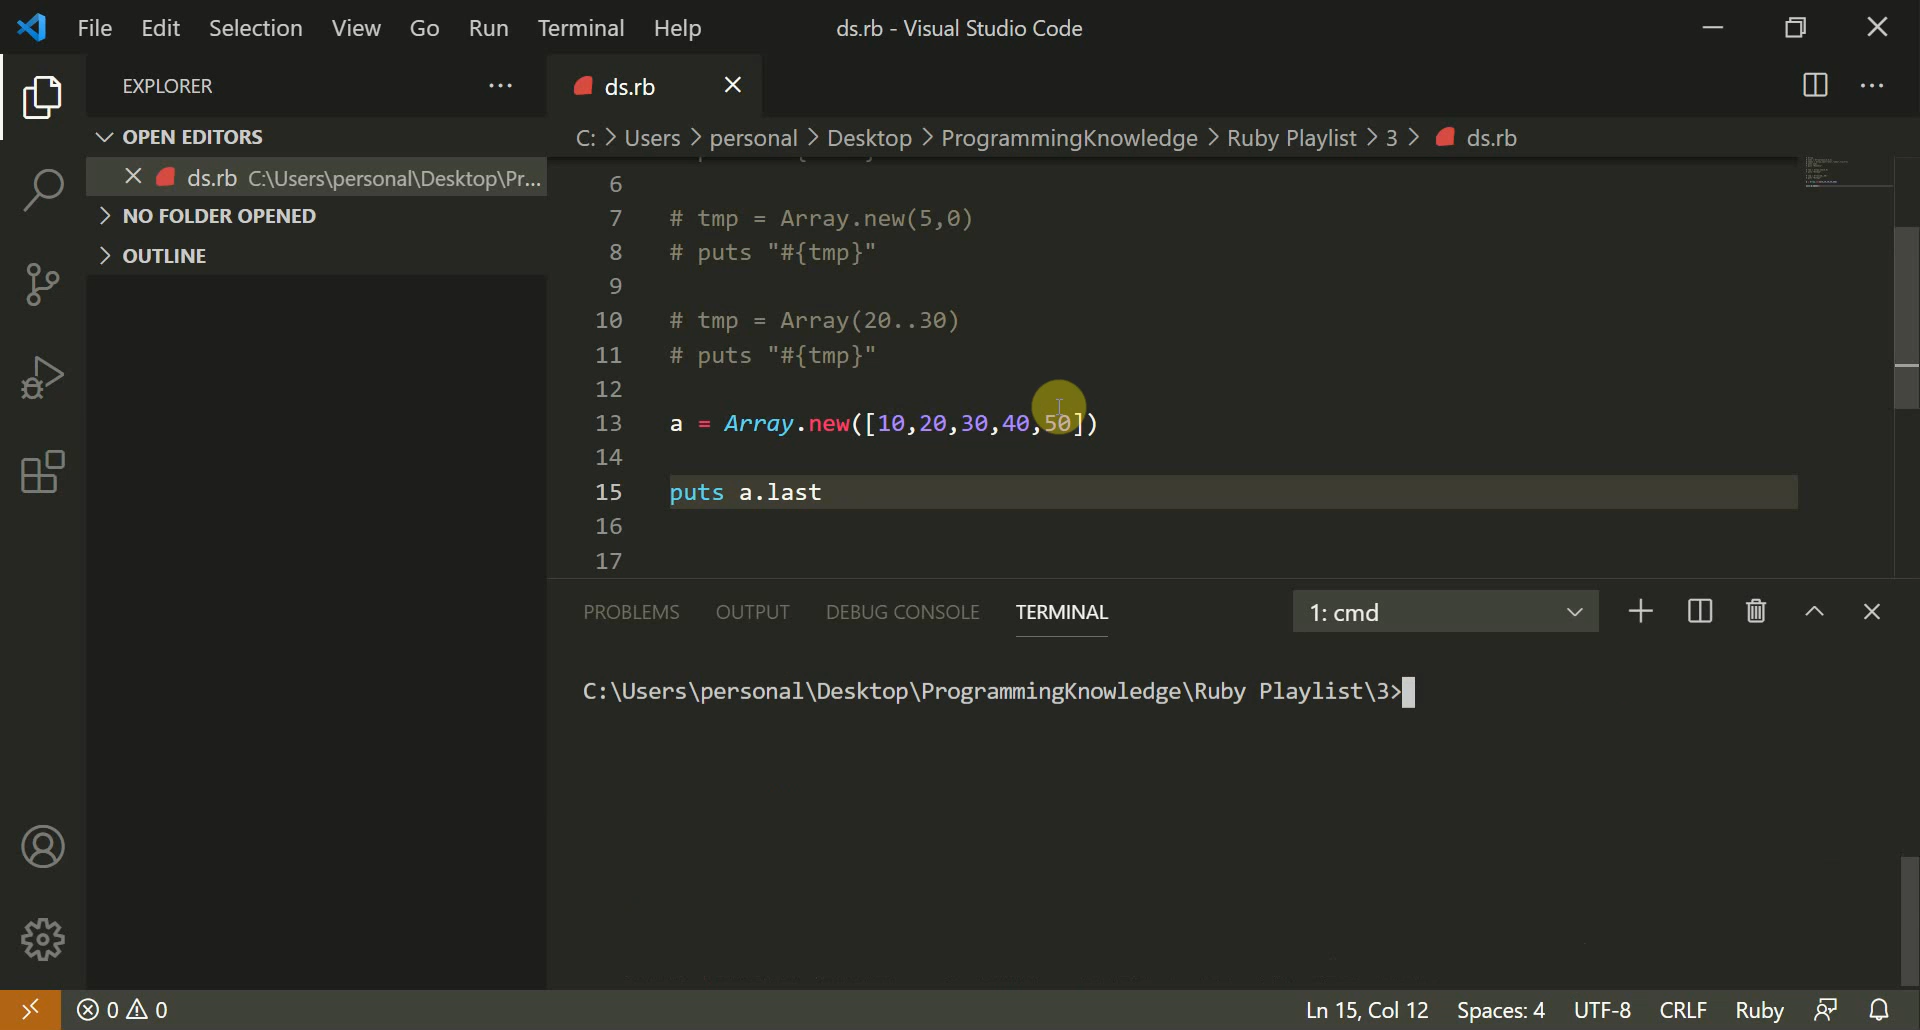 File Edit Selection View Go Run Terminal Help
ds.rb - Visual Studio Code
EXPLORER
ds.rb
OPEN EDITORS
C: > Users > personal > Desktop > ProgrammingKnowledge > Ruby Playlist > 3 > ds.rb
ds.rb C:\Users\personal\Desktop\Pr...
NO FOLDER OPENED
OUTLINE
6
7 # tmp = Array.new(5,0)
8 # puts "#{tmp}"
9
10 # tmp = Array(20..30)
11 # puts "#{tmp}"
12
13 a = Array.new([10,20,30,40,50])
14
15 puts a.last
16
17
PROBLEMS OUTPUT DEBUG CONSOLE TERMINAL
1: cmd
C:\Users\personal\Desktop\ProgrammingKnowledge\Ruby Playlist\3>
0 0
Ln 15, Col 12 Spaces: 4 UTF-8 CRLF Ruby